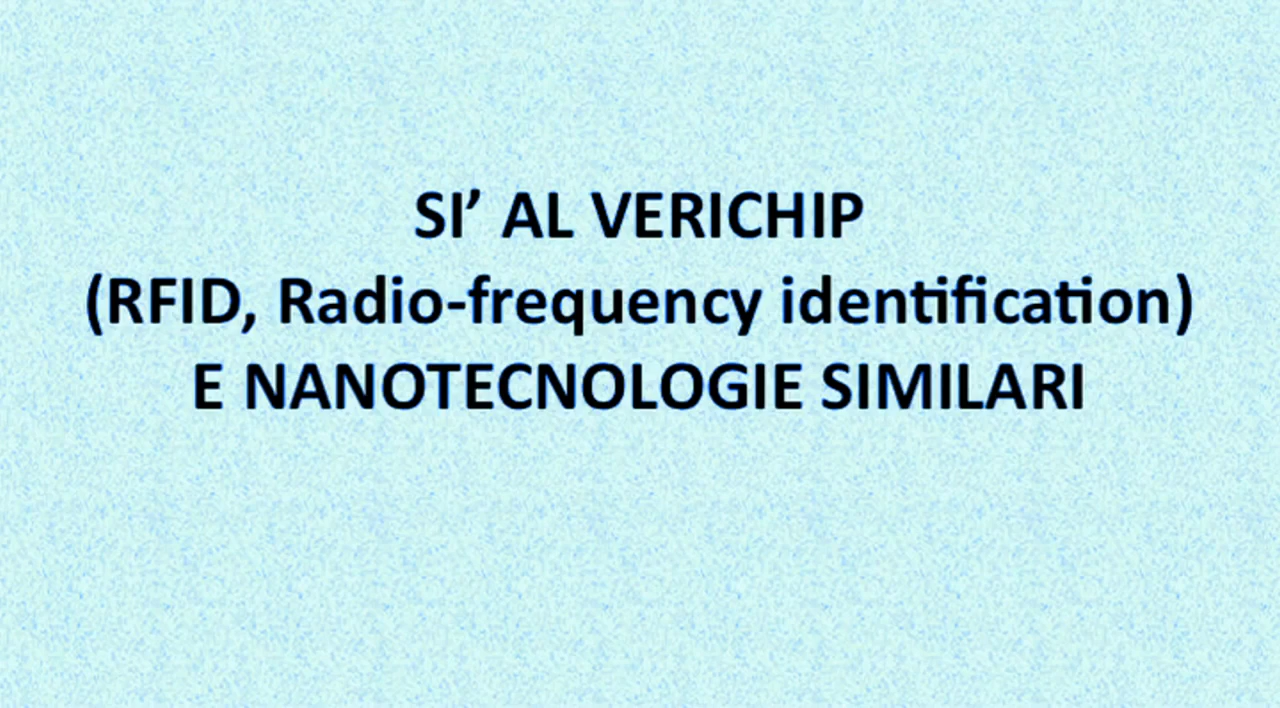 SI’ AL VERICHIP
(RFID, Radio-frequency identification)
E NANOTECNOLOGIE SIMILARI